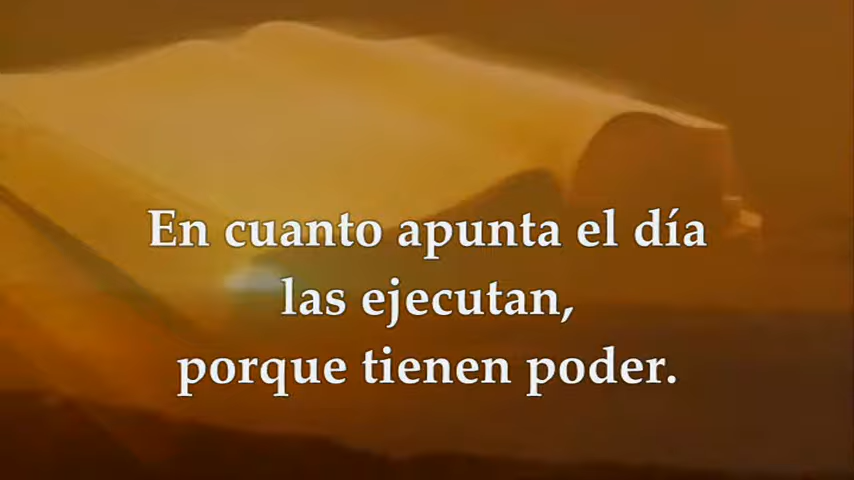 En cuanto apunta el día
las ejecutan,
porque tienen poder.